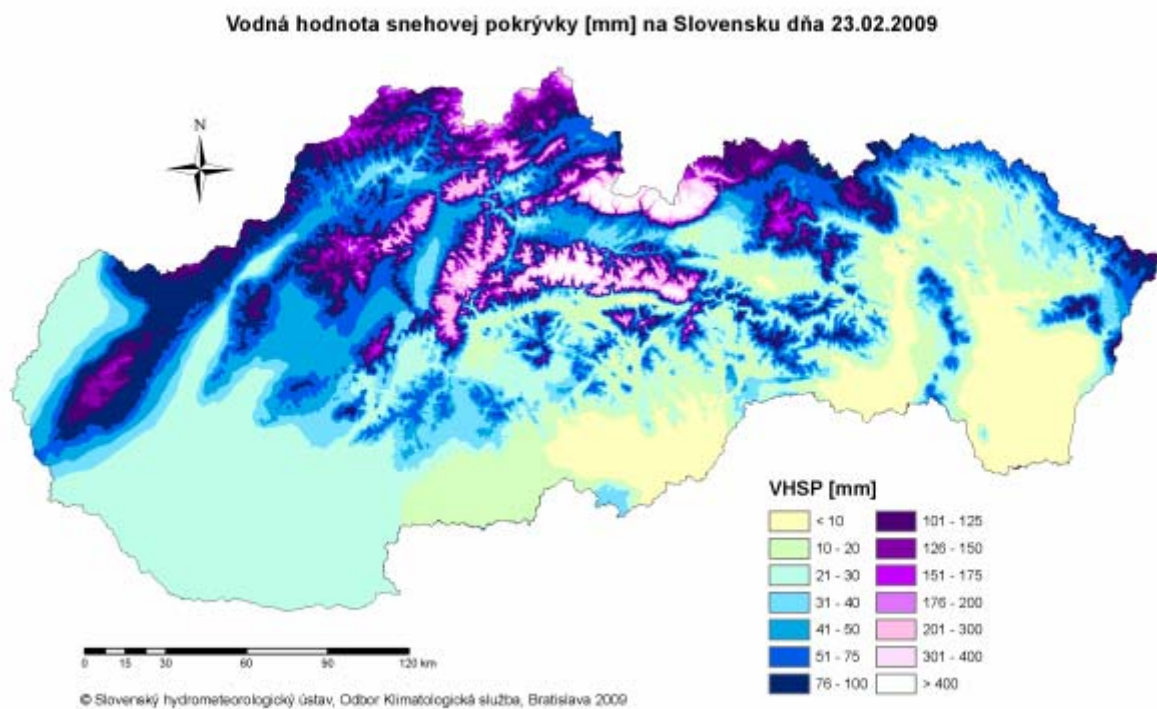 Vodná hodnota snehovej pokrývky [mm] na Slovensku dňa 23.02.2009
N
VHSP [mm]
< 10
10 - 20
21 - 30
31 - 40
41 - 50
51 - 75
76 - 100
101 - 125
126 - 150
151 - 175
176 - 200
201 - 300
301 - 400
> 400
0 15 30 60 90 120 km
© Slovenský hydrometeorologický ústav, Odbor Klimatologická služba, Bratislava 2009